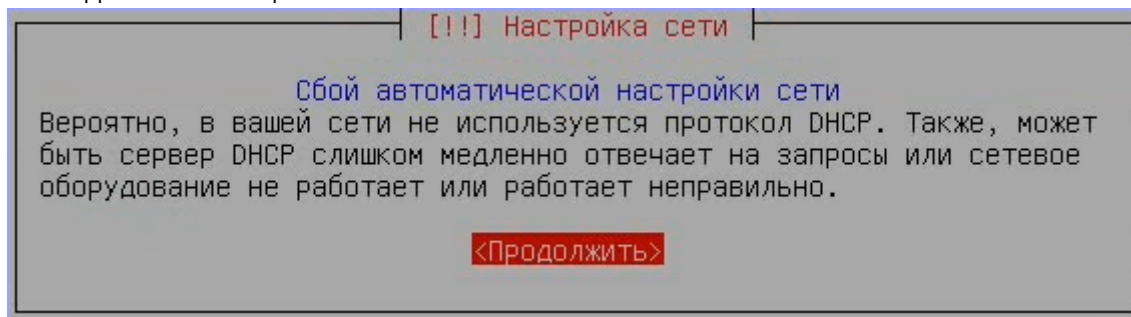 [!!] Настройка сети
Сбой автоматической настройки сети
Вероятно, в вашей сети не используется протокол DHCP. Также, может
быть сервер DHCP слишком медленно отвечает на запросы или сетевое
оборудование не работает или работает неправильно.
<Продолжить>